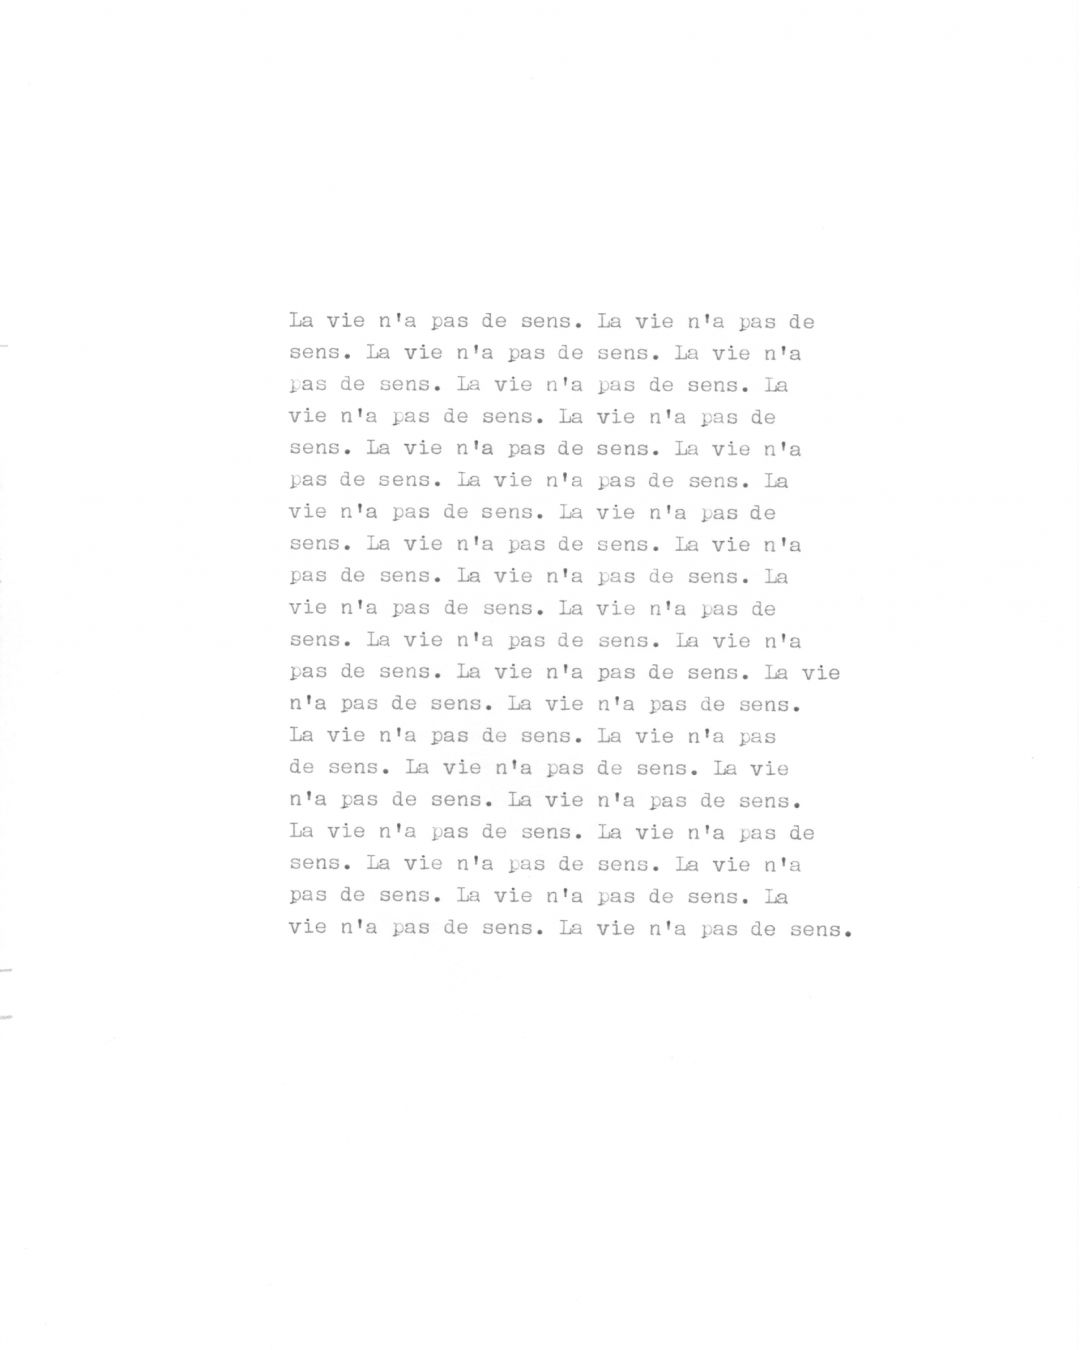 La vie n'a pas de sens. La vie n'a pas de
sens. La vie n'a pas de sens. La vie n'a
pas de sens. La vie n'a pas de sens. La
vie n'a pas de sens. La vie n'a pas de
sens. La vie n'a pas de sens. La vie n'a
pas de sens. La vie n'a pas de sens. La
vie n'a pas de sens. La vie n'a pas de
sens. La vie n'a pas de sens. La vie n'a
pas de sens. La vie n'a pas de sens. La
vie n'a pas de sens. La vie n'a pas de
sens. La vie n'a pas de sens. La vie n'a
pas de sens. La vie n'a pas de sens. La vie
n'a pas de sens. La vie n'a pas de sens.
La vie n'a pas de sens. La vie n'a pas
de sens. La vie n'a pas de sens. La vie
n'a pas de sens. La vie n'a pas de sens.
La vie n'a pas de sens. La vie n'a pas de
sens. La vie n'a pas de sens. La vie n'a
pas de sens. La vie n'a pas de sens. La
vie n'a pas de sens. La vie n'a pas de sens.